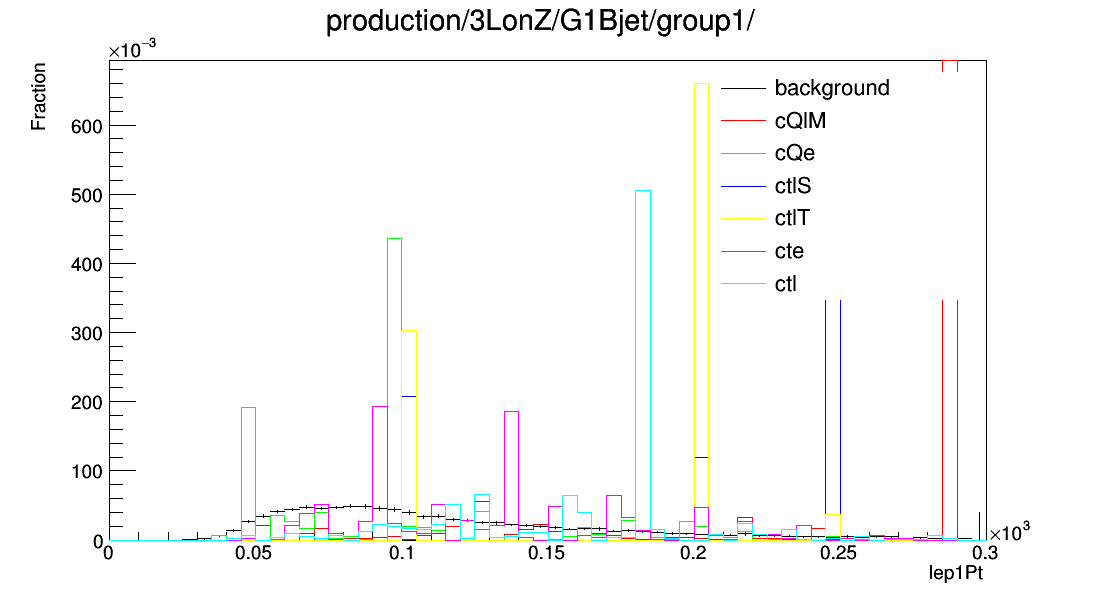 production/3LonZ/G1Bjet/group1/
×10⁻³
Fraction
600
500
400
300
200
100
0
background
cQlM
cQe
ctlS
ctlT
cte
ctl
0 0.05 0.1 0.15 0.2 0.25 0.3
×10³
lep1Pt